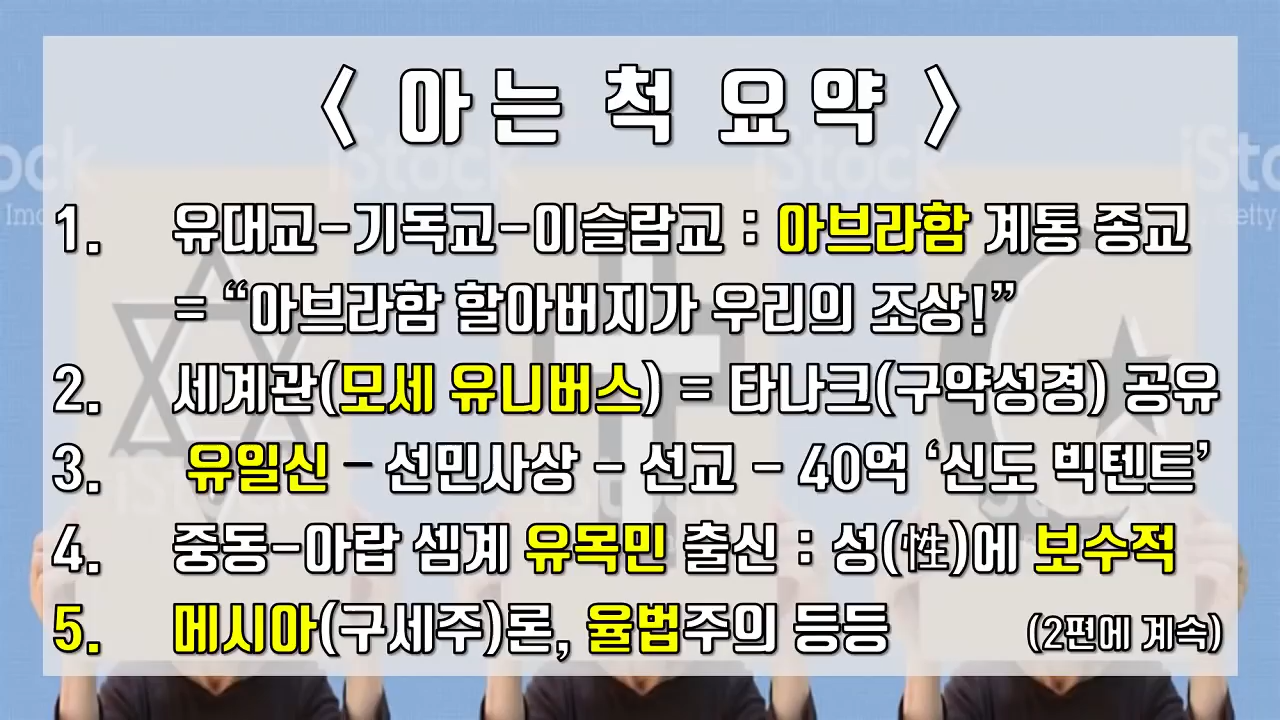 〈 아는 척 요약 〉
1. 유대교-기독교-이슬람교 : 아브라함 계통 종교
= “아브라함 할아버지가 우리의 조상!”
2. 세계관(모세 유니버스) = 타나크(구약성경) 공유
3. 유일신 - 선민사상 - 선교 - 40억 ‘신도 빅텐트’
4. 중동-아랍 셈계 유목민 출신 : 성(性)에 보수적
5. 메시아(구세주)론, 율법주의 등등
(2편에 계속)
iStock
iStock
iStock
iStock